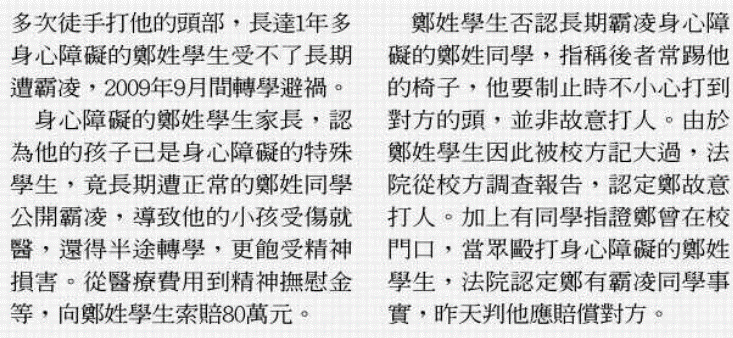 多次徒手打他的頭部，長達1年多
身心障礙的鄭姓學生受不了長期
遭霸凌，2009年9月間轉學避禍。
身心障礙的鄭姓學生家長，認
為他的孩子已是身心障礙的特殊
學生，竟長期遭正常的鄭姓同學
公開霸凌，導致他的小孩受傷就
醫，還得半途轉學，更飽受精神
損害。從醫療費用到精神撫慰金
等，向鄭姓學生索賠80萬元。
鄭姓學生否認長期霸凌身心障
礙的鄭姓同學，指稱後者常踢他
的椅子，他要制止時不小心打到
對方的頭，並非故意打人。由於
鄭姓學生因此被校方記大過，法
院從校方調查報告，認定鄭故意
打人。加上有同學指證鄭曾在校
門口，當眾毆打身心障礙的鄭姓
學生，法院認定鄭有霸凌同學事
實，昨天判他應賠償對方。